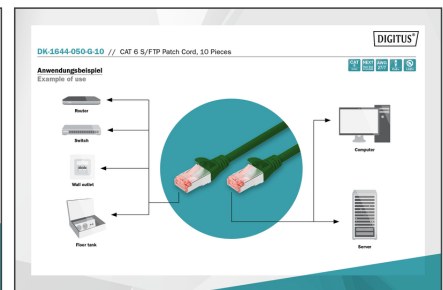 DIGITUS®
DK-1644-050-G-10 // CAT 6 S/FTP Patch Cord, 10 Pieces
Anwendungsbeispiel
Example of use
Router
Switch
Wall outlet
Floor tank
Computer
Server